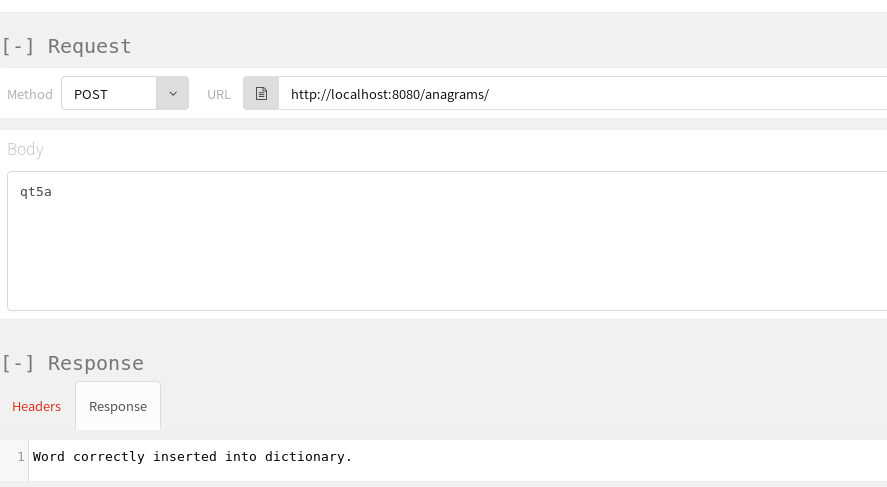 [-] Request
Method POST URL http://localhost:8080/anagrams/
Body
qt5a
[-] Response
Headers Response
1 Word correctly inserted into dictionary.